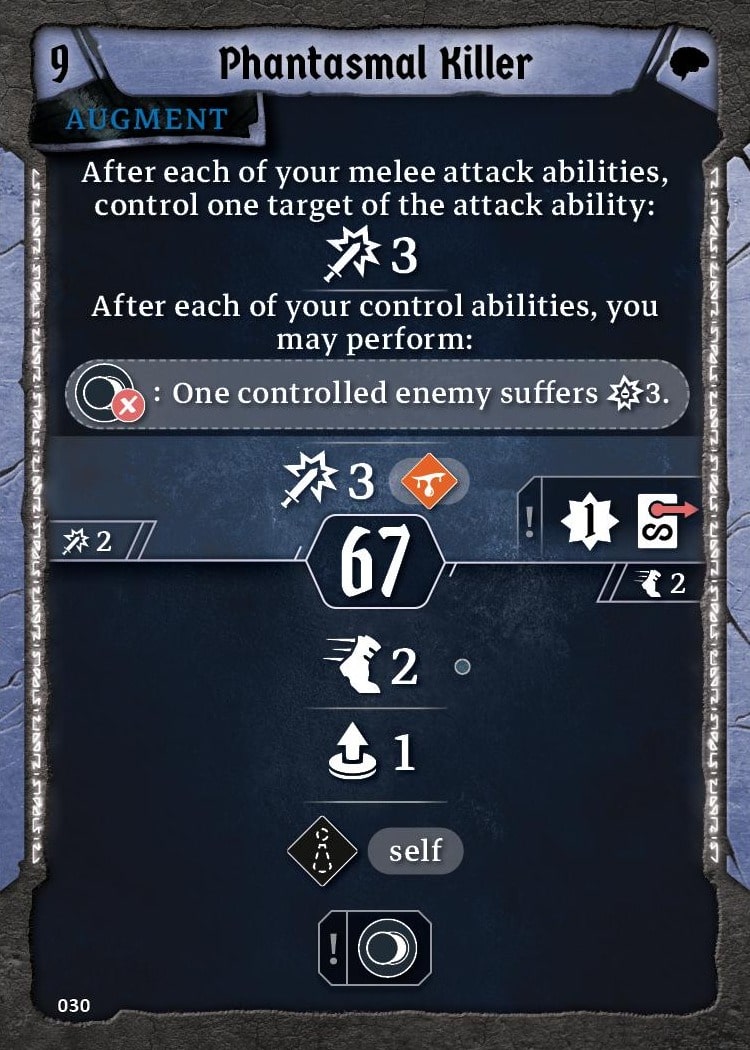 9 Phantasmal Killer
AUGMENT
After each of your melee attack abilities,
control one target of the attack ability:
3
After each of your control abilities, you
may perform:
: One controlled enemy suffers 3.
3
! 1
2
67
2
2
1
self
!
030